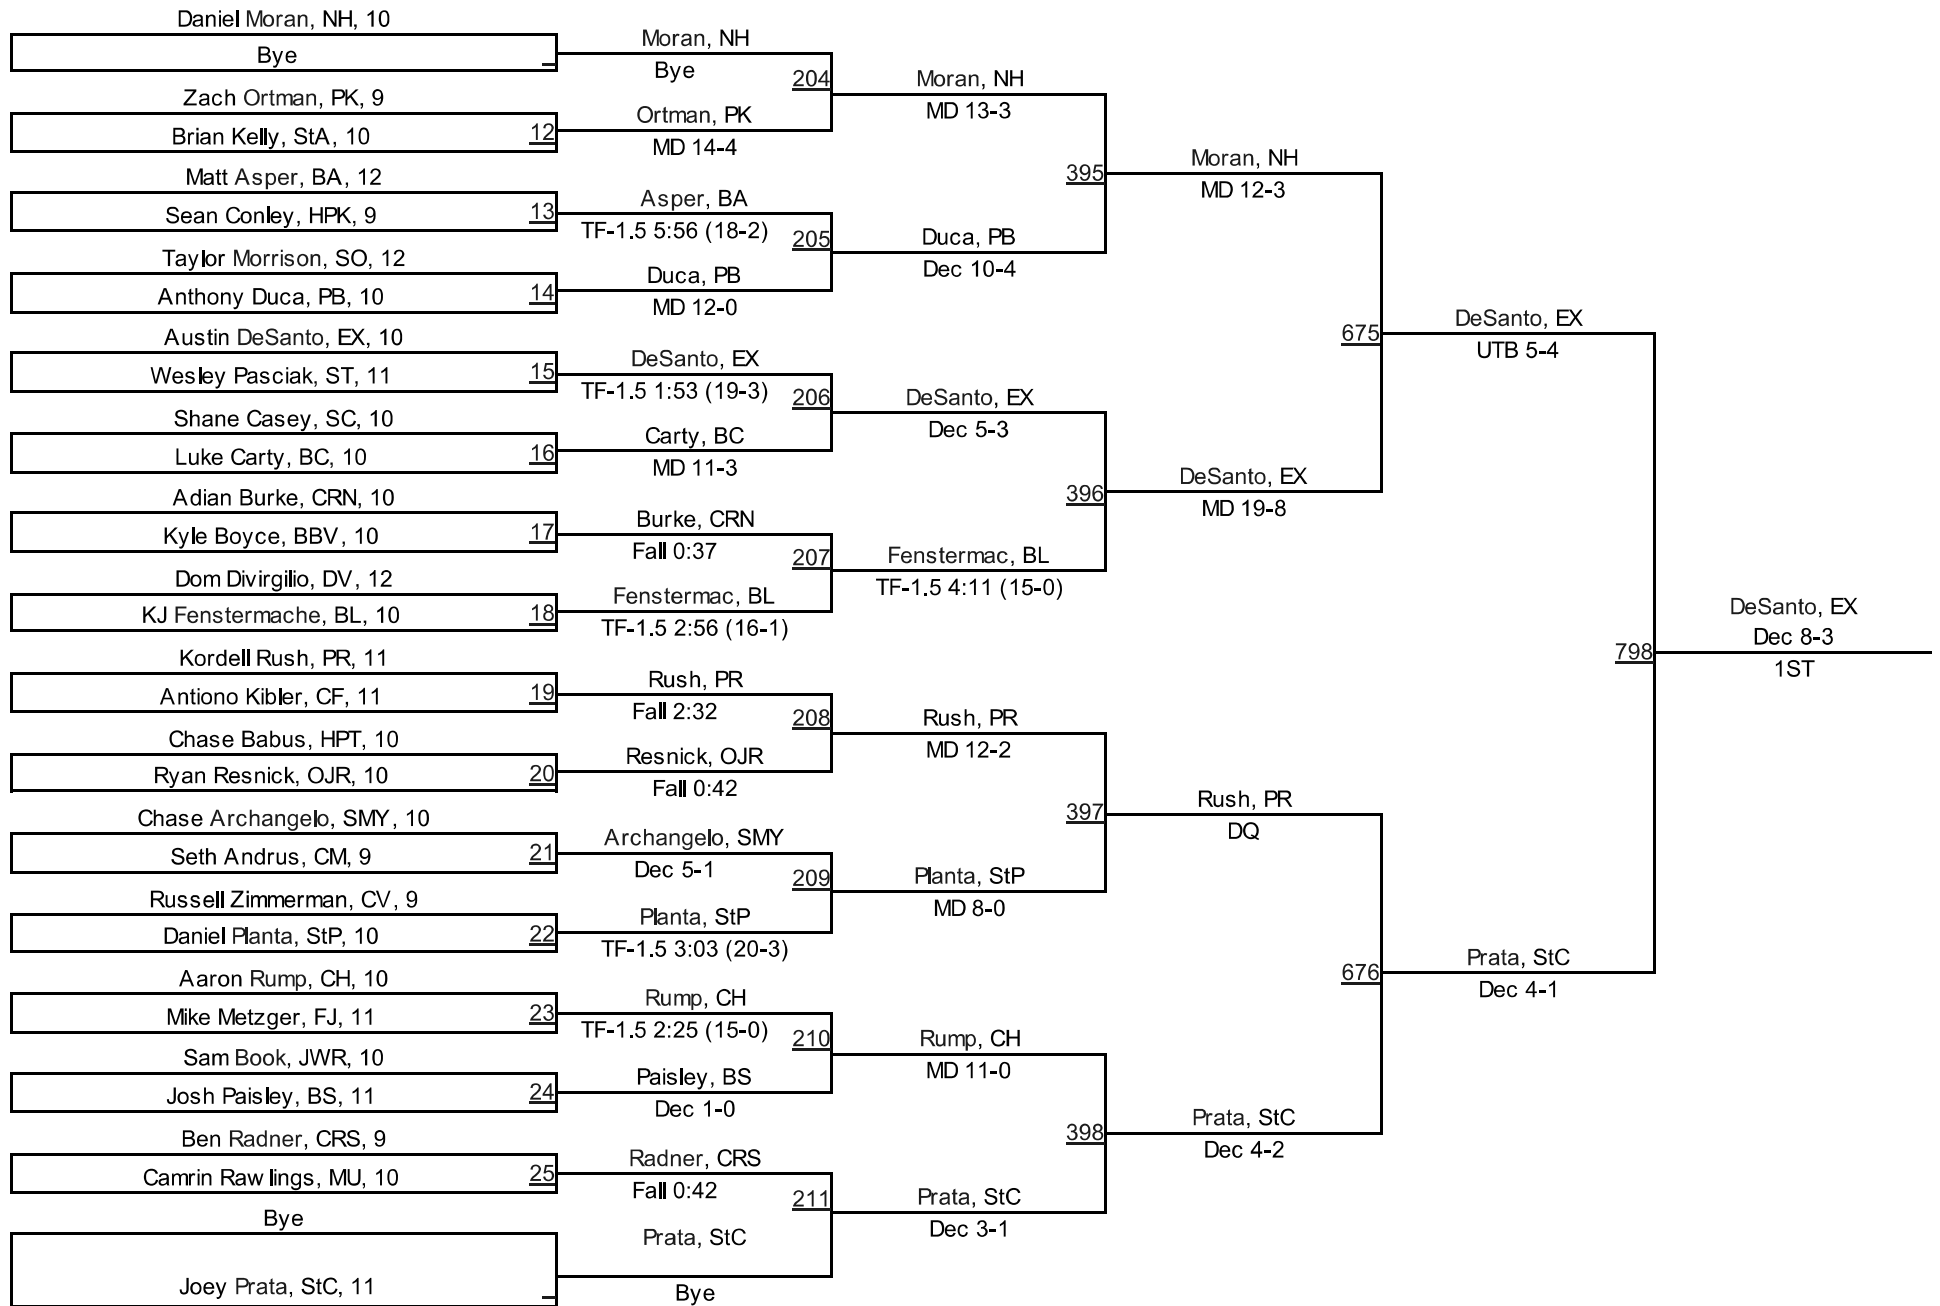 Daniel Moran, NH, 10
Bye
Zach Ortman, PK, 9
Brian Kelly, StA, 10
12
Matt Asper, BA, 12
Sean Conley, HPK, 9
13
Taylor Morrison, SO, 12
Anthony Duca, PB, 10
14
Austin DeSanto, EX, 10
Wesley Pasciak, ST, 11
15
Shane Casey, SC, 10
Luke Carty, BC, 10
16
Adian Burke, CRN, 10
Kyle Boyce, BBV, 10
17
Dom Divirgilio, DV, 12
KJ Fenstermache, BL, 10
18
Kordell Rush, PR, 11
Antiono Kibler, CF, 11
19
Chase Babus, HPT, 10
Ryan Resnick, OJR, 10
20
Chase Archangelo, SMY, 10
Seth Andrus, CM, 9
21
Russell Zimmerman, CV, 9
Daniel Planta, StP, 10
22
Aaron Rump, CH, 10
Mike Metzger, FJ, 11
23
Sam Book, JWR, 10
Josh Paisley, BS, 11
24
Ben Radner, CRS, 9
Camrin Rawlings, MU, 10
25
Bye
Joey Prata, StC, 11
Moran, NH
Bye
204
Ortman, PK
MD 14-4
Asper, BA
TF-1.5 5:56 (18-2)
205
Duca, PB
MD 12-0
DeSanto, EX
TF-1.5 1:53 (19-3)
206
Carty, BC
MD 11-3
Burke, CRN
Fall 0:37
207
Fenstermac, BL
TF-1.5 2:56 (16-1)
Rush, PR
Fall 2:32
208
Resnick, OJR
Fall 0:42
Archangelo, SMY
Dec 5-1
209
Planta, StP
TF-1.5 3:03 (20-3)
Rump, CH
TF-1.5 2:25 (15-0)
210
Paisley, BS
Dec 1-0
Radner, CRS
Fall 0:42
211
Prata, StC
Bye
Moran, NH
MD 13-3
395
Duca, PB
Dec 10-4
DeSanto, EX
Dec 5-3
396
Fenstermac, BL
TF-1.5 4:11 (15-0)
Rush, PR
MD 12-2
397
Planta, StP
MD 8-0
Rump, CH
MD 11-0
398
Prata, StC
Dec 3-1
Moran, NH
MD 12-3
675
DeSanto, EX
MD 19-8
Rush, PR
DQ
676
Prata, StC
Dec 4-2
DeSanto, EX
UTB 5-4
798
Prata, StC
Dec 4-1
DeSanto, EX
Dec 8-3
1ST